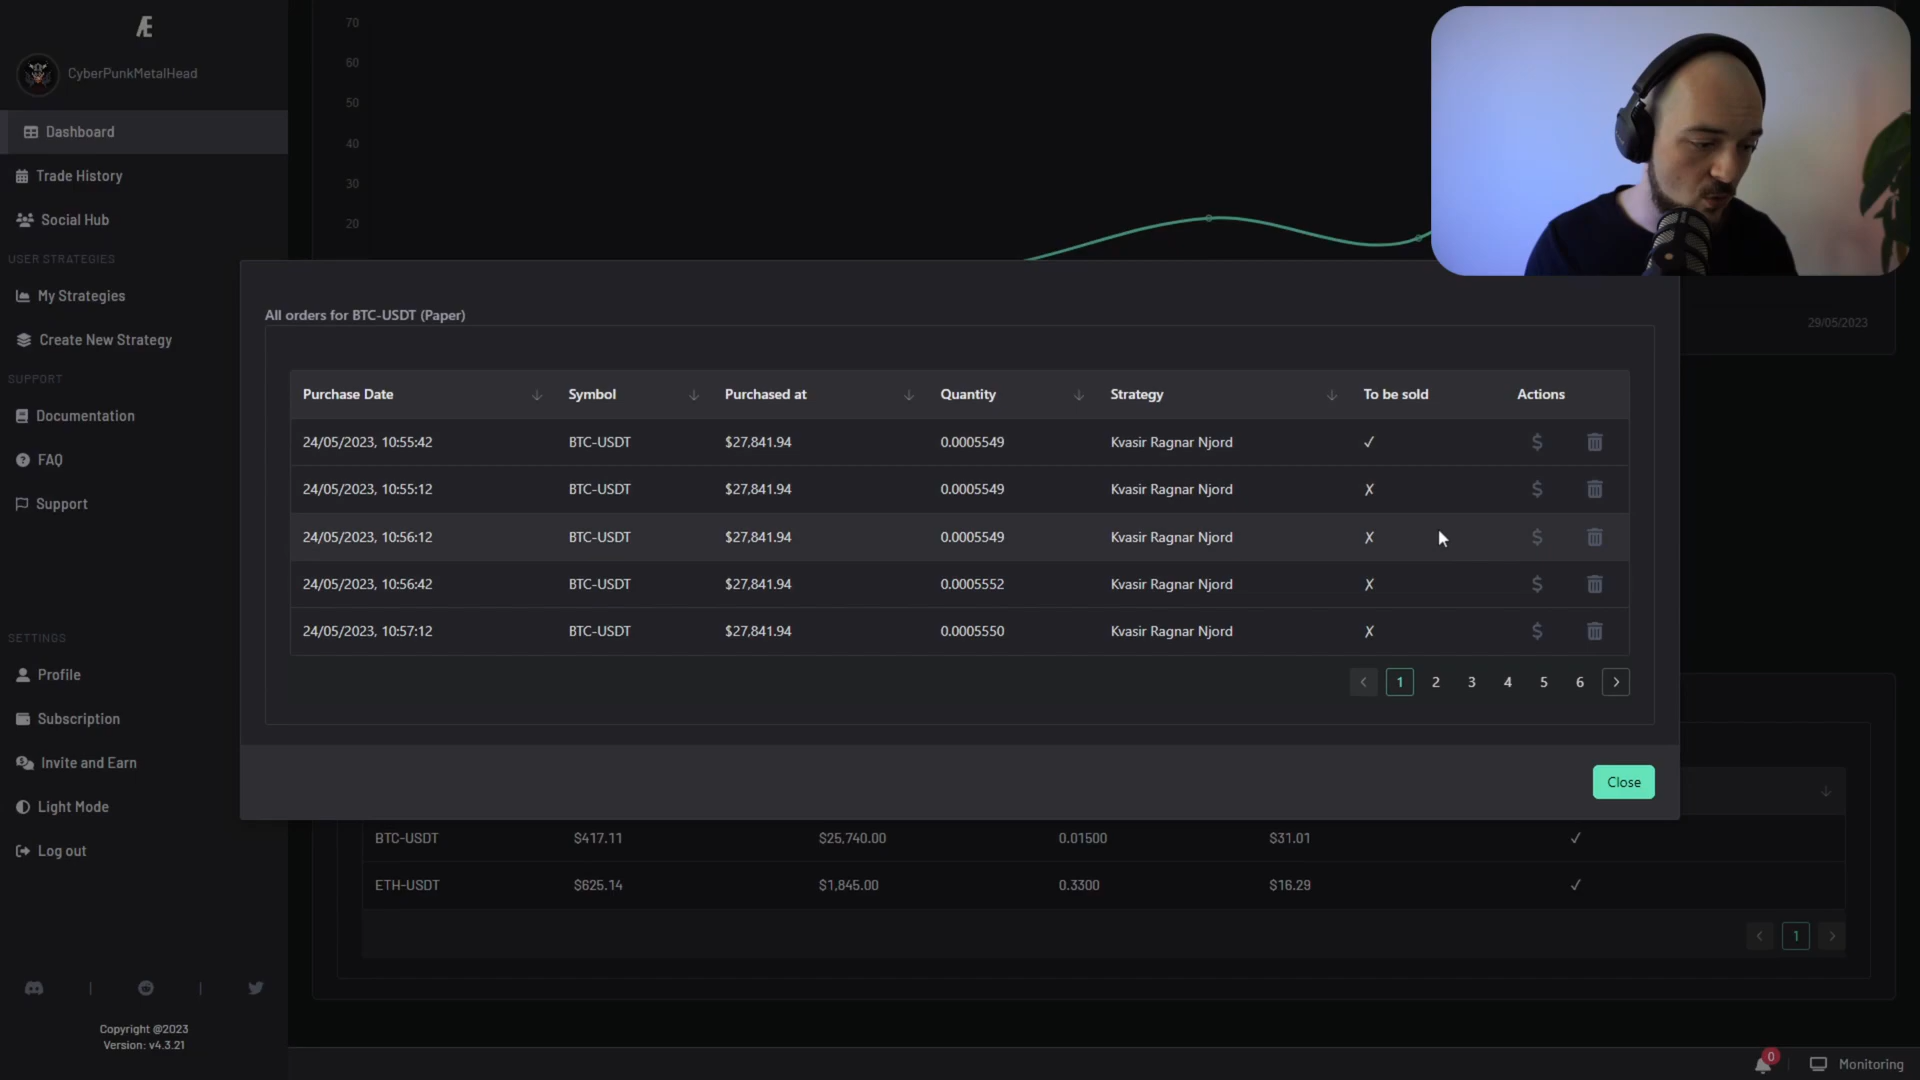 Æ
CyberPunkMetalHead
Dashboard
Trade History
Social Hub
USER STRATEGIES
My Strategies
Create New Strategy
SUPPORT
Documentation
FAQ
Support
SETTINGS
Profile
Subscription
Invite and Earn
Light Mode
Log out
Copyright @2023
Version: v4.3.21
70
60
50
40
30
20
29/05/2023
All orders for BTC-USDT (Paper)
Purchase Date Symbol Purchased at Quantity Strategy To be sold Actions
24/05/2023, 10:55:42 BTC-USDT $27,841.94 0.0005549 Kvasir Ragnar Njord ✓ $
24/05/2023, 10:55:12 BTC-USDT $27,841.94 0.0005549 Kvasir Ragnar Njord ✗ $
24/05/2023, 10:56:12 BTC-USDT $27,841.94 0.0005549 Kvasir Ragnar Njord ✗ $
24/05/2023, 10:56:42 BTC-USDT $27,841.94 0.0005552 Kvasir Ragnar Njord ✗ $
24/05/2023, 10:57:12 BTC-USDT $27,841.94 0.0005550 Kvasir Ragnar Njord ✗ $
< 1 2 3 4 5 6 >
Close
BTC-USDT $417.11 $25,740.00 0.01500 $31.01 ✓
ETH-USDT $625.14 $1,845.00 0.3300 $16.29 ✓
< 1 >
0
Monitoring